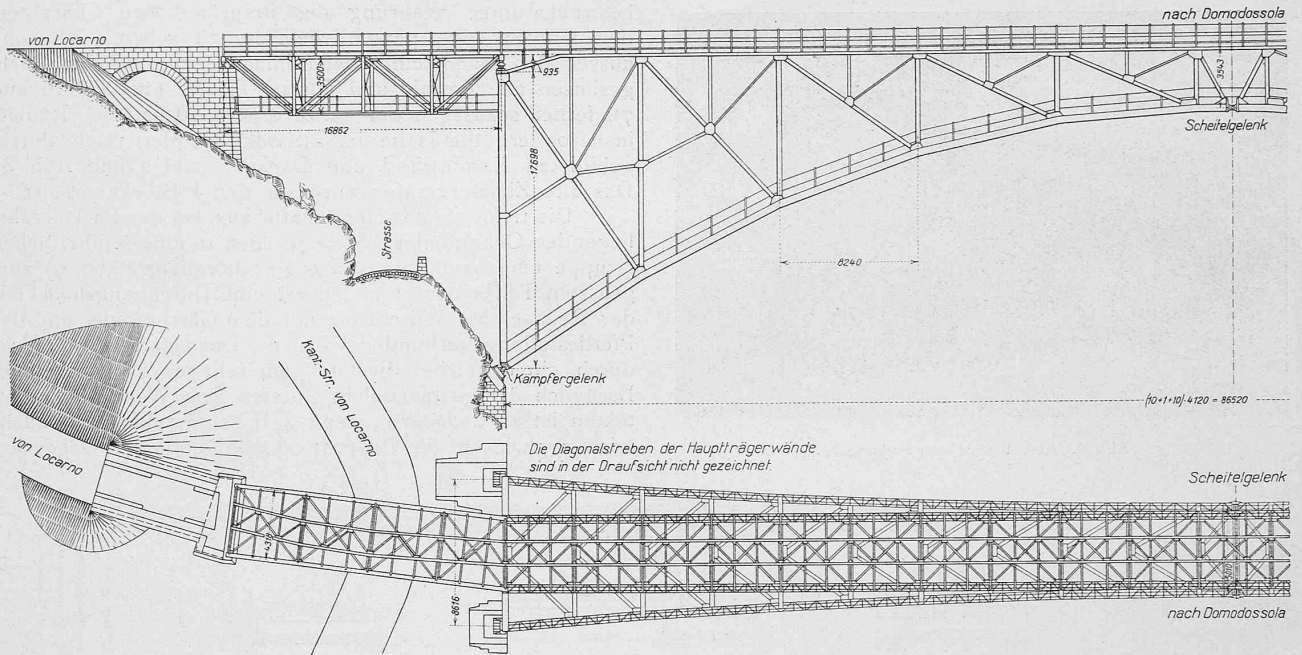 von Locarno
nach Domodossola
935
3500
3543
16862
17698
Scheitelgelenk
Strasse
8240
Kämpfergelenk
(10+1+10)·4120 = 86520
Kant-Str. von Locarno
von Locarno
Die Diagonalstreben der Hauptträgerwände
sind in der Draufsicht nicht gezeichnet.
Scheitelgelenk
8616
nach Domodossola